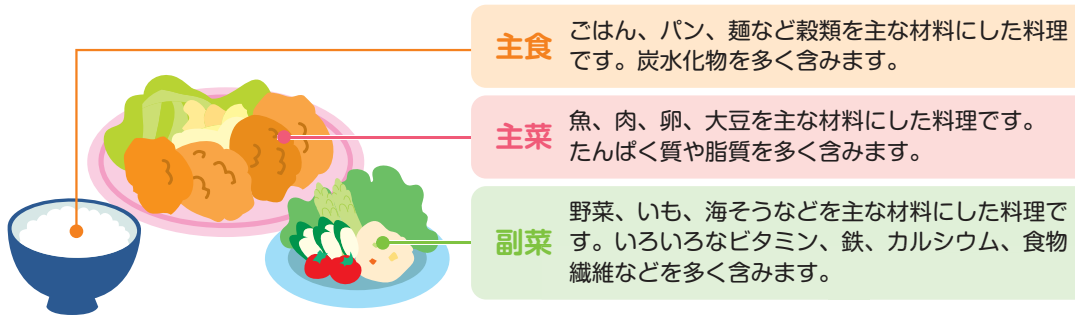 主食
ごはん、パン、麺など穀類を主な材料にした料理
です。炭水化物を多く含みます。
主菜
魚、肉、卵、大豆を主な材料にした料理です。
たんぱく質や脂質を多く含みます。
副菜
野菜、いも、海そうなどを主な材料にした料理で
す。いろいろなビタミン、鉄、カルシウム、食物
繊維などを多く含みます。